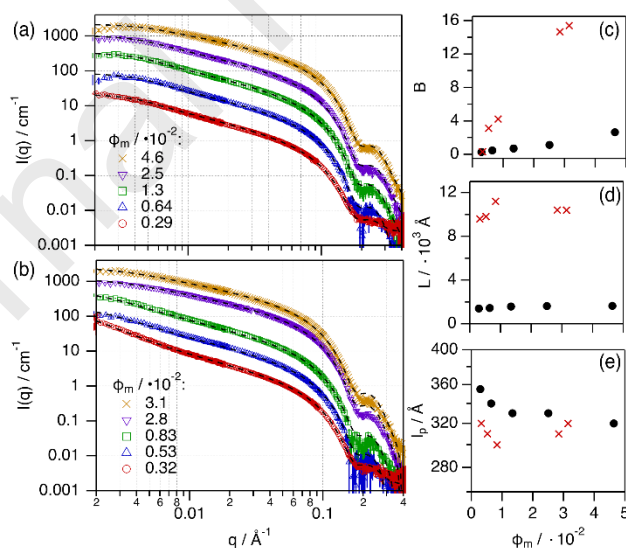 (a)
I(q) / cm⁻¹
1000
100
10
1
0.1
0.01
0.001
ϕm / ·10⁻²:
4.6
2.5
1.3
0.64
0.29
(b)
I(q) / cm⁻¹
1000
100
10
1
0.1
0.01
0.001
ϕm / ·10⁻²:
3.1
2.8
0.83
0.53
0.32
2 4 6 8 0.01 2 4 6 8 0.1 2 4
q / Å⁻¹
(c)
B
16
12
8
4
0
(d)
L / ·10³ Å
12
8
4
0
(e)
lp / Å
400
360
320
280
0 1 2 3 4 5
ϕm / ·10⁻²